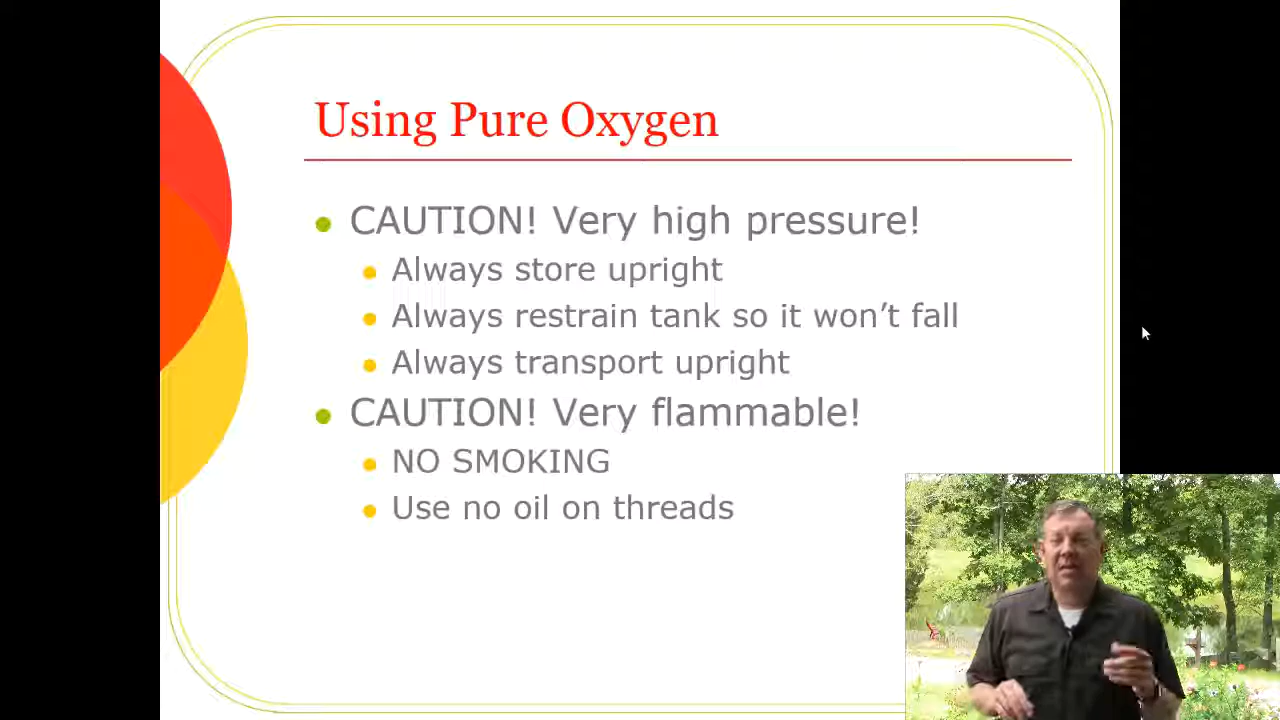 Using Pure Oxygen
CAUTION! Very high pressure!
Always store upright
Always restrain tank so it won’t fall
Always transport upright
CAUTION! Very flammable!
NO SMOKING
Use no oil on threads